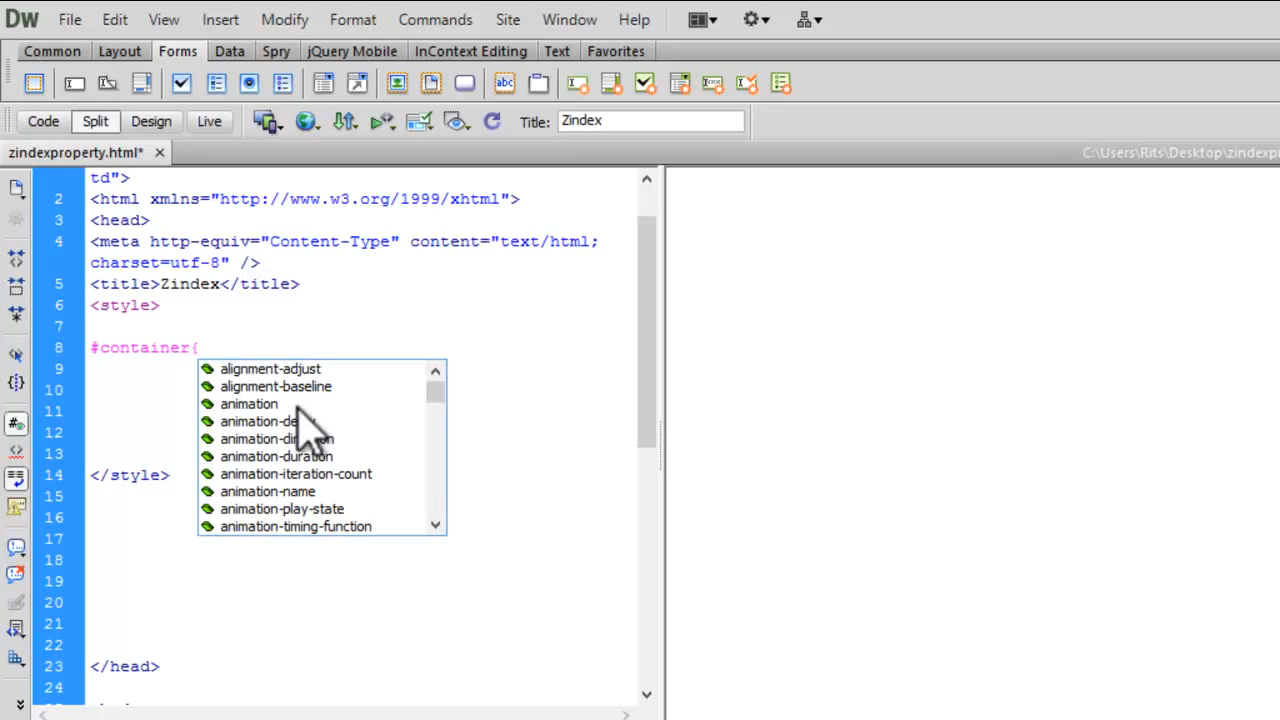 Dw File Edit View Insert Modify Format Commands Site Window Help
Common Layout Forms Data Spry jQuery Mobile InContext Editing Text Favorites
abc
Code Split Design Live Title: Zindex
zindexproperty.html* × C:\Users\Rits\Desktop\zindexp
td">
2 <html xmlns="http://www.w3.org/1999/xhtml">
3 <head>
4 <meta http-equiv="Content-Type" content="text/html;
charset=utf-8" />
5 <title>Zindex</title>
6 <style>
7
8 #container{
9 alignment-adjust
alignment-baseline
10
animation
11
12
animation-iteration-count
13
animation-name
14 </style>
animation-play-state
15
animation-timing-function
16
17
18
19
20
21
22
23 </head>
24